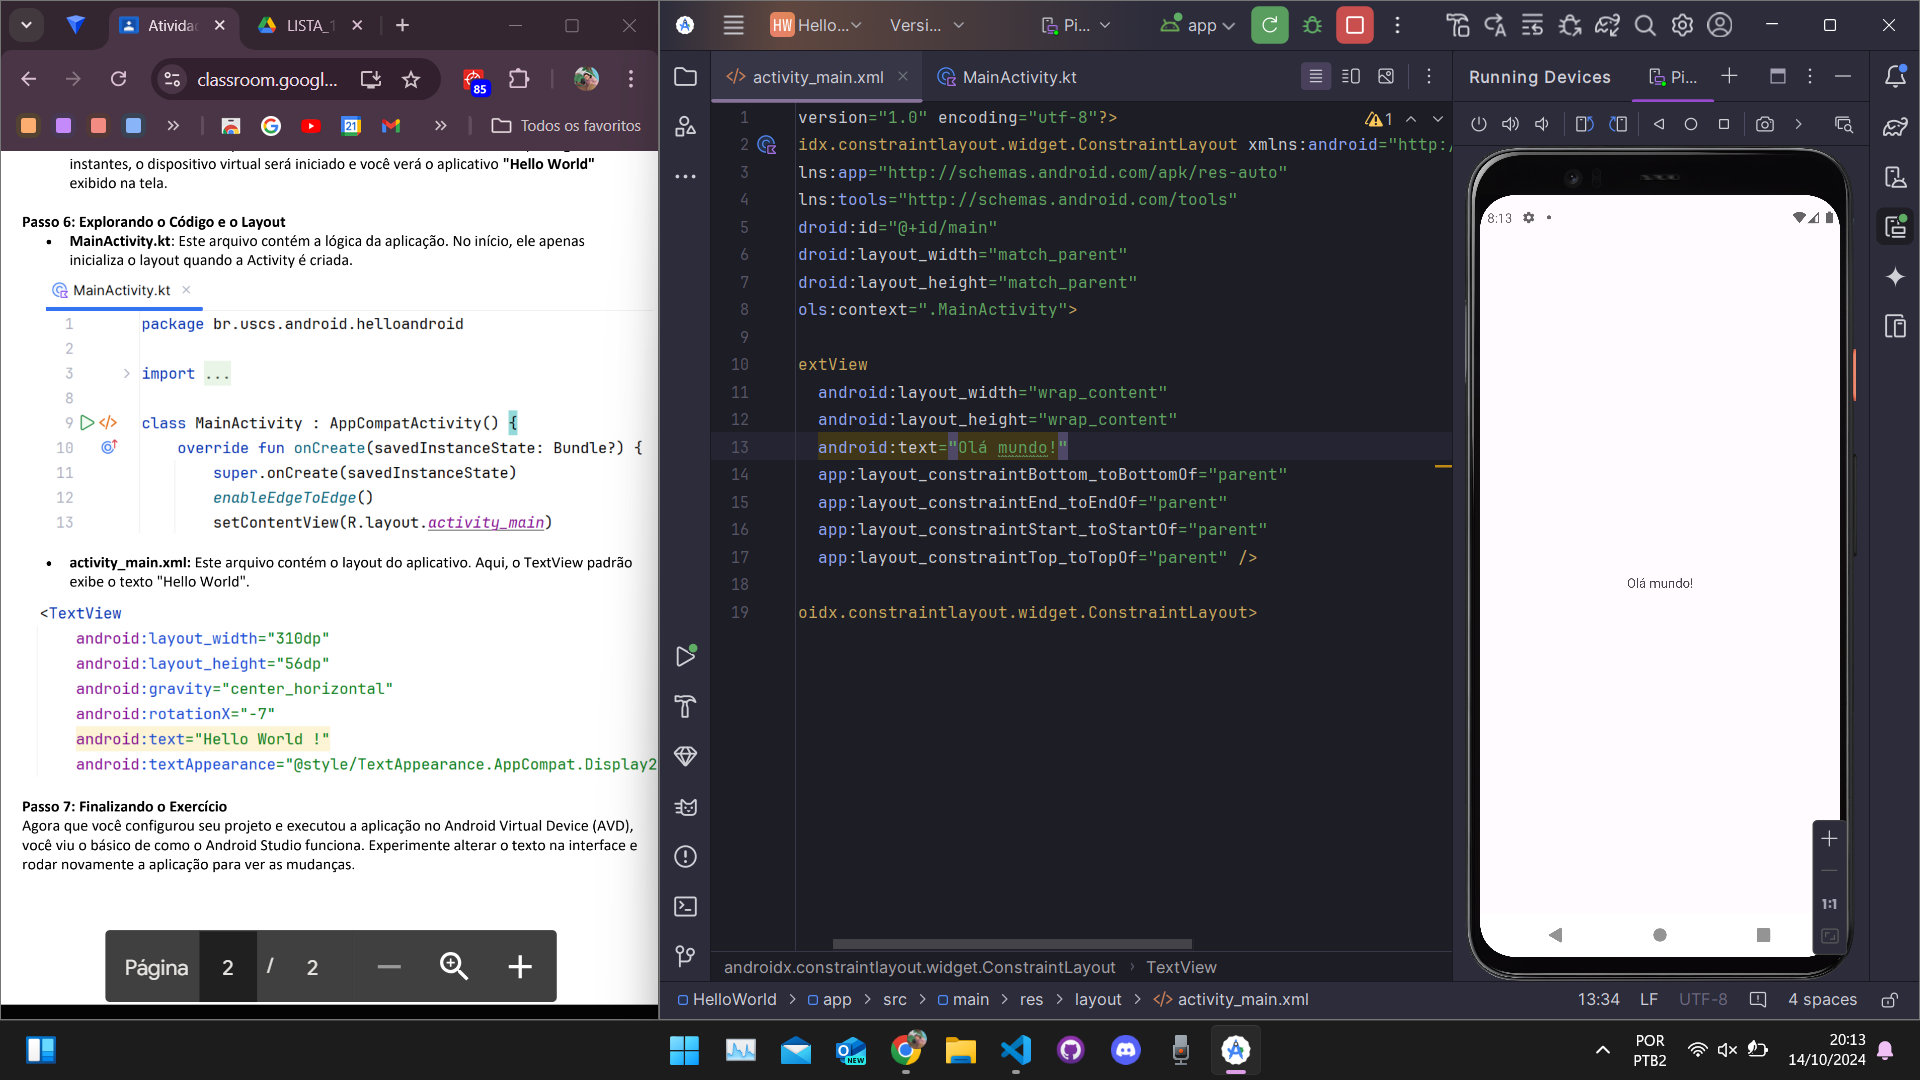 Ativida
LISTA_1
classroom.googl...
85
Todos os favoritos
instantes, o dispositivo virtual será iniciado e você verá o aplicativo "Hello World"
exibido na tela.
Passo 6: Explorando o Código e o Layout
• MainActivity.kt: Este arquivo contém a lógica da aplicação. No início, ele apenas
inicializa o layout quando a Activity é criada.
MainActivity.kt
1 package br.uscs.android.helloandroid
2
3 import ...
8
9 class MainActivity : AppCompatActivity() {
10 override fun onCreate(savedInstanceState: Bundle?) {
11 super.onCreate(savedInstanceState)
12 enableEdgeToEdge()
13 setContentView(R.layout.activity_main)
• activity_main.xml: Este arquivo contém o layout do aplicativo. Aqui, o TextView padrão
exibe o texto "Hello World".
<TextView
android:layout_width="310dp"
android:layout_height="56dp"
android:gravity="center_horizontal"
android:rotationX="-7"
android:text="Hello World !"
android:textAppearance="@style/TextAppearance.AppCompat.Display2
Passo 7: Finalizando o Exercício
Agora que você configurou seu projeto e executou a aplicação no Android Virtual Device (AVD),
você viu o básico de como o Android Studio funciona. Experimente alterar o texto na interface e
rodar novamente a aplicação para ver as mudanças.
Página 2 / 2
HW Hello... Versi... Pi... app
activity_main.xml MainActivity.kt
1 version="1.0" encoding="utf-8"?>
1
2 idx.constraintlayout.widget.ConstraintLayout xmlns:android="http:/
3 lns:app="http://schemas.android.com/apk/res-auto"
4 lns:tools="http://schemas.android.com/tools"
5 droid:id="@+id/main"
6 droid:layout_width="match_parent"
7 droid:layout_height="match_parent"
8 ols:context=".MainActivity">
9
10 extView
11 android:layout_width="wrap_content"
12 android:layout_height="wrap_content"
13 android:text="Olá mundo!"
14 app:layout_constraintBottom_toBottomOf="parent"
15 app:layout_constraintEnd_toEndOf="parent"
16 app:layout_constraintStart_toStartOf="parent"
17 app:layout_constraintTop_toTopOf="parent" />
18
19 oidx.constraintlayout.widget.ConstraintLayout>
androidx.constraintlayout.widget.ConstraintLayout > TextView
HelloWorld > app > src > main > res > layout > activity_main.xml
13:34 LF UTF-8 4 spaces
Running Devices Pi...
8:13
Olá mundo!
1:1
21
NEW
POR
PTB2
20:13
14/10/2024